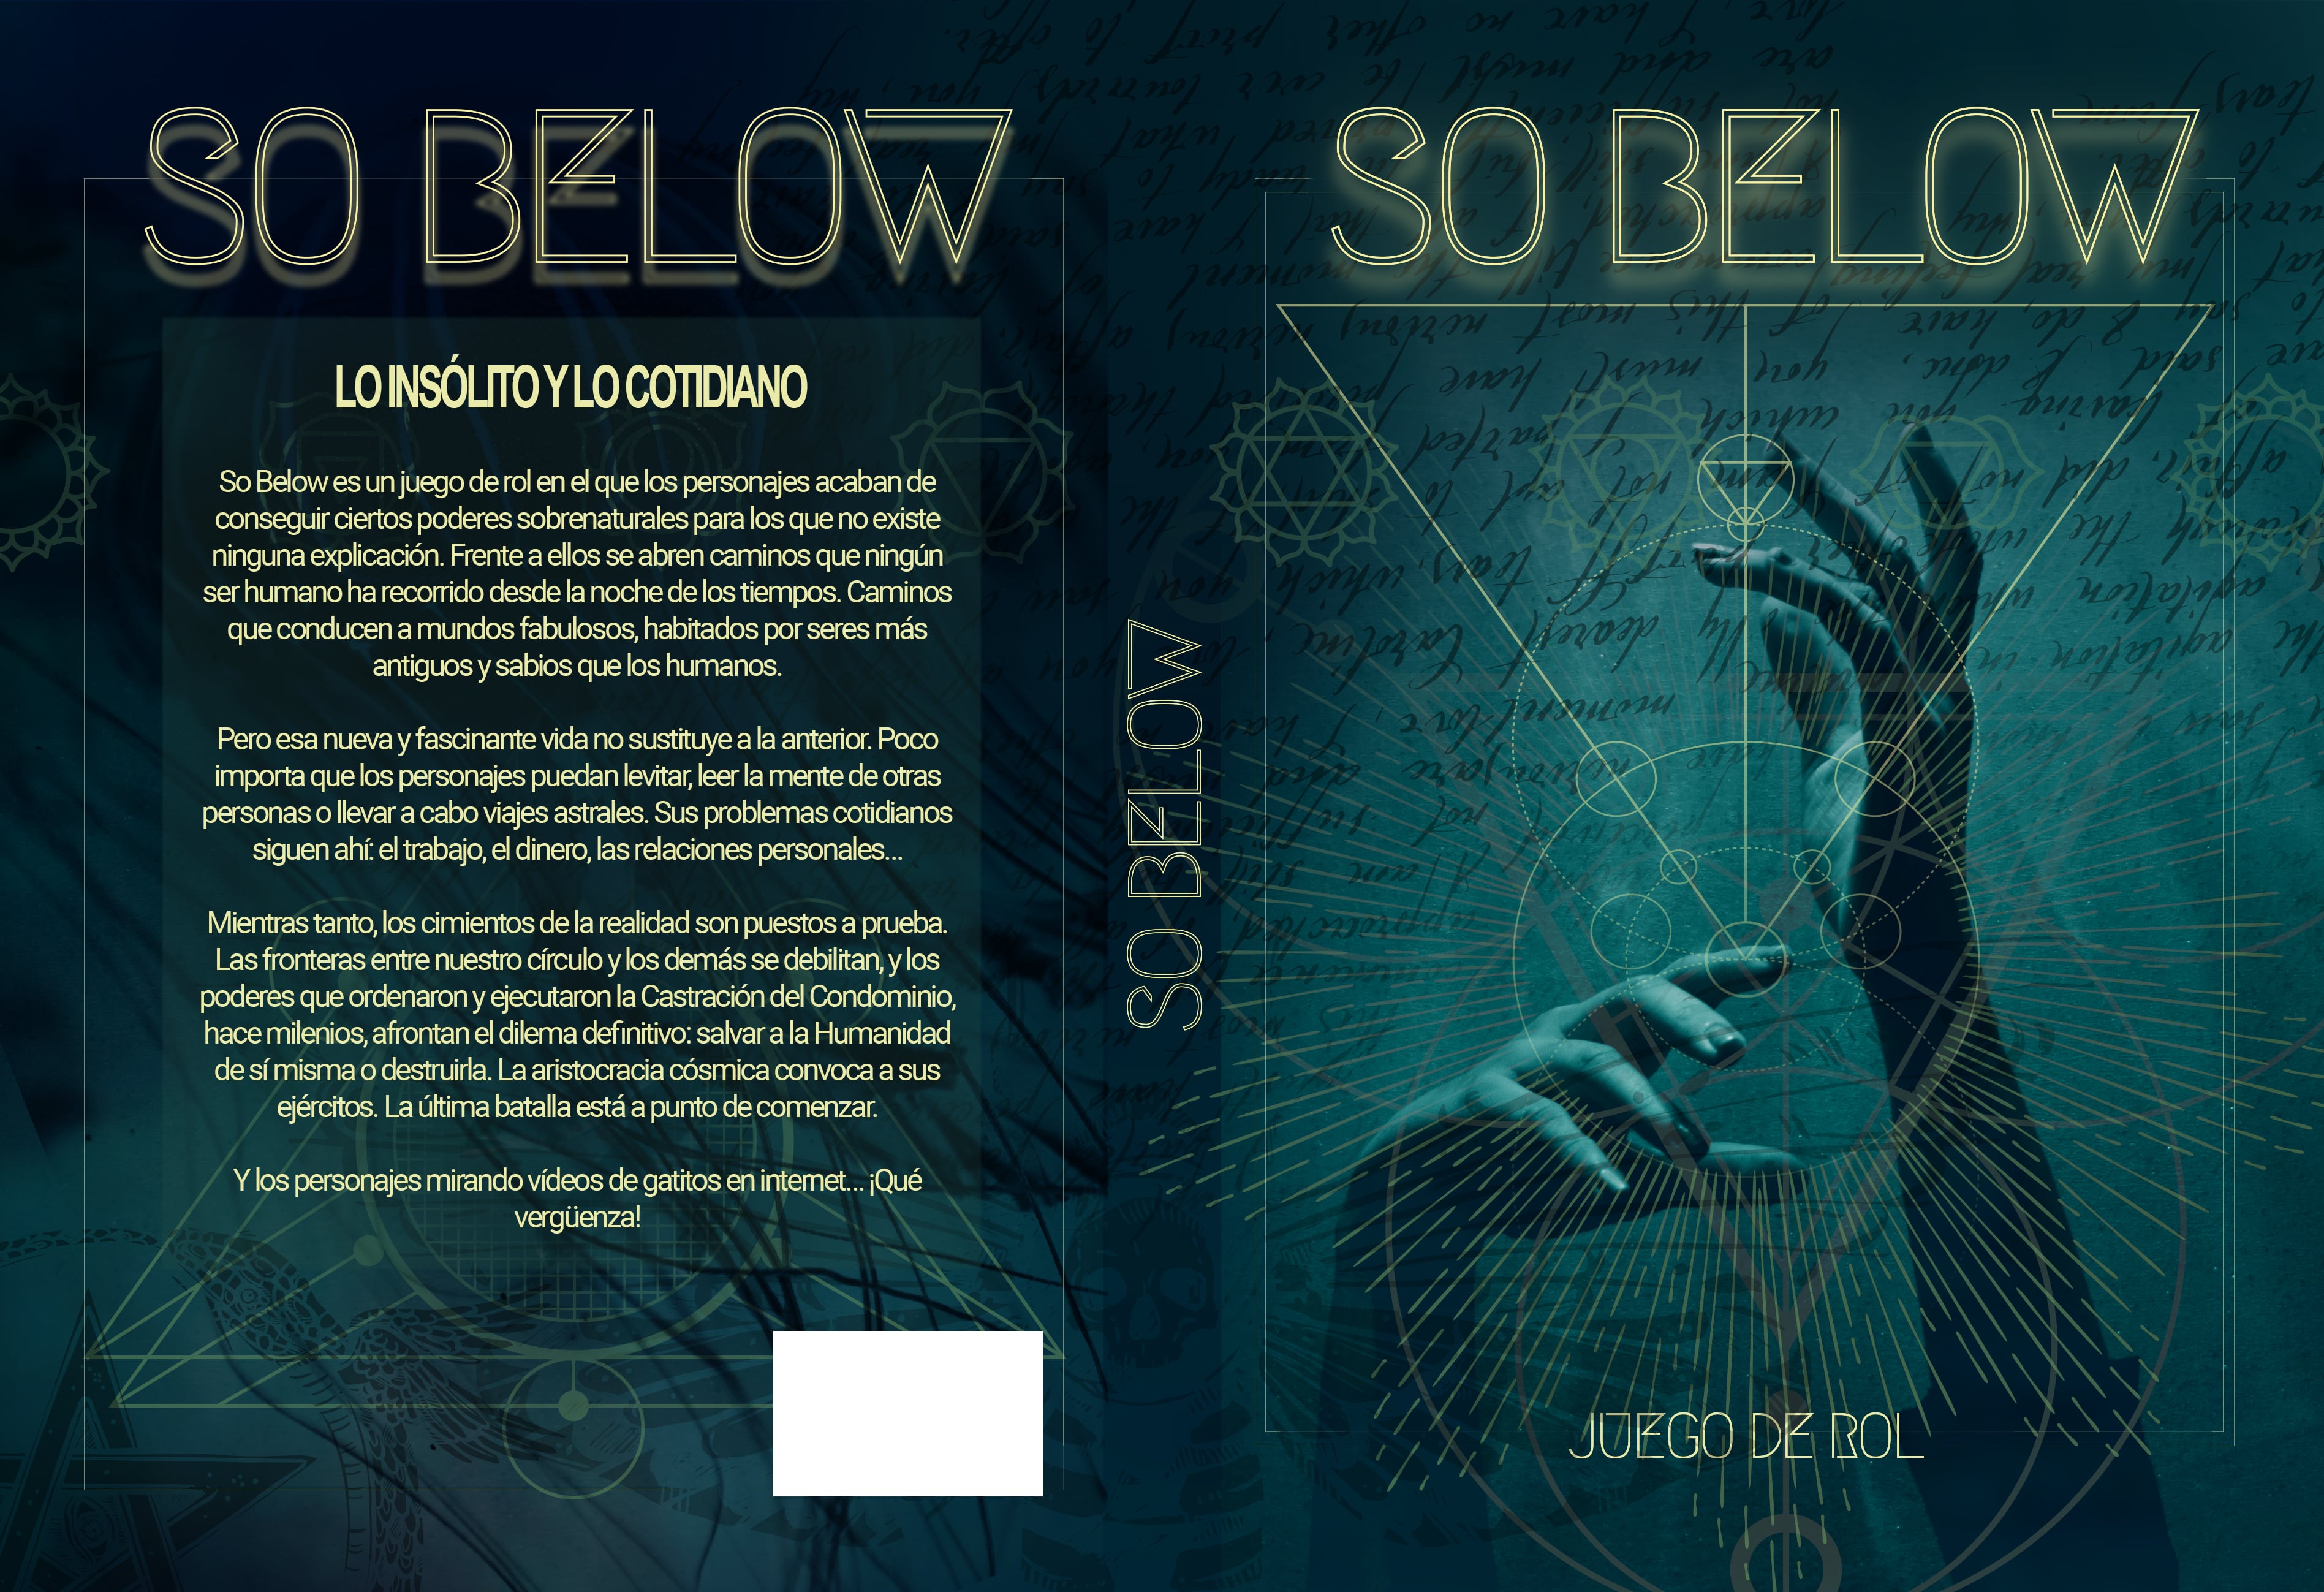 SO BELOW
LO INSÓLITO Y LO COTIDIANO
So Below es un juego de rol en el que los personajes acaban de
conseguir ciertos poderes sobrenaturales para los que no existe
ninguna explicación. Frente a ellos se abren caminos que ningún
ser humano ha recorrido desde la noche de los tiempos. Caminos
que conducen a mundos fabulosos, habitados por seres más
antiguos y sabios que los humanos.
Pero esa nueva y fascinante vida no sustituye a la anterior. Poco
importa que los personajes puedan levitar, leer la mente de otras
personas o llevar a cabo viajes astrales. Sus problemas cotidianos
siguen ahí: el trabajo, el dinero, las relaciones personales...
Mientras tanto, los cimientos de la realidad son puestos a prueba.
Las fronteras entre nuestro círculo y los demás se debilitan, y los
poderes que ordenaron y ejecutaron la Castración del Condominio,
hace milenios, afrontan el dilema definitivo: salvar a la Humanidad
de sí misma o destruirla. La aristocracia cósmica convoca a sus
ejércitos. La última batalla está a punto de comenzar.
Y los personajes mirando vídeos de gatitos en internet... ¡Qué
vergüenza!
SO BELOW
SO BELOW
JUEGO DE ROL